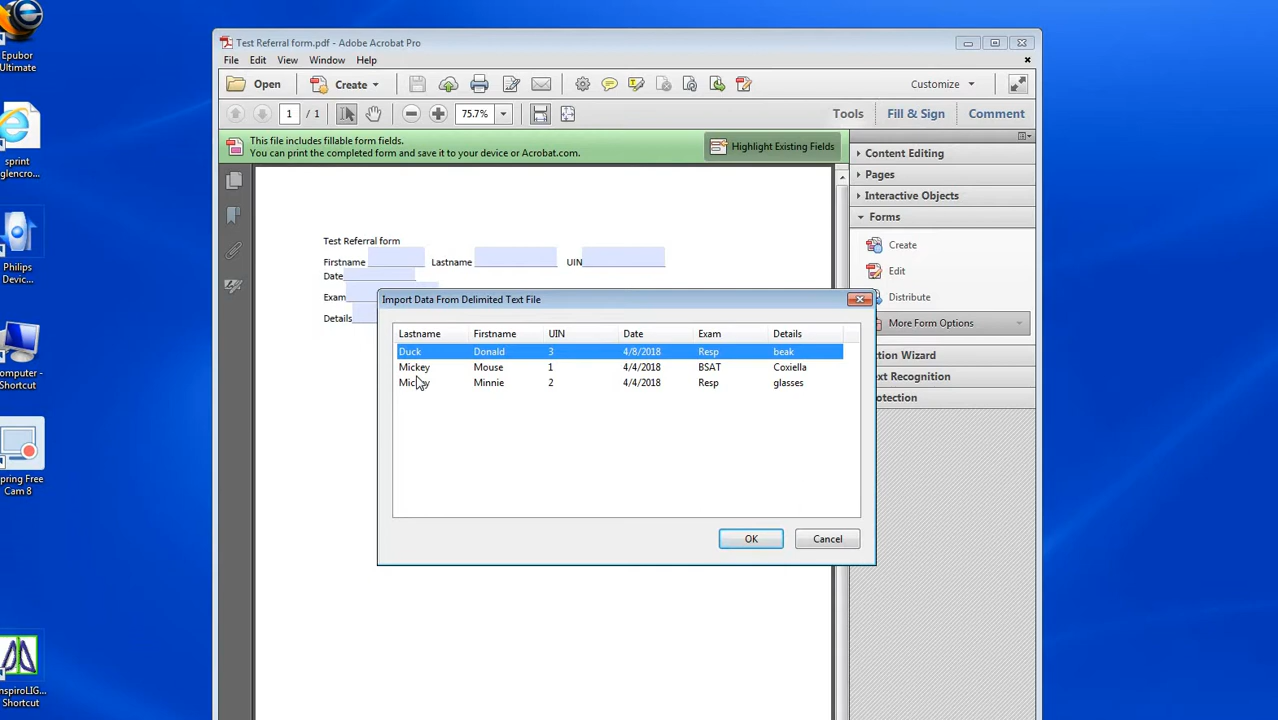 Epubor
Ultimate
sprint
glencro...
Philips
Devic...
Computer -
Shortcut
Spring Free
Cam 8
InspiroLIG...
Shortcut
Test Referral form.pdf - Adobe Acrobat Pro
File Edit View Window Help
Open Create Customize
1 / 1 75.7% Tools Fill & Sign Comment
This file includes fillable form fields.
You can print the completed form and save it to your device or Acrobat.com.
Highlight Existing Fields
Test Referral form
Firstname Lastname UIN
Date
Exam
Details
Import Data From Delimited Text File
Lastname Firstname UIN Date Exam Details
Duck Donald 3 4/8/2018 Resp beak
Mickey Mouse 1 4/4/2018 BSAT Coxiella
Mickey Minnie 2 4/4/2018 Resp glasses
OK Cancel
Content Editing
Pages
Interactive Objects
Forms
Create
Edit
Distribute
More Form Options
ction Wizard
ext Recognition
rotection